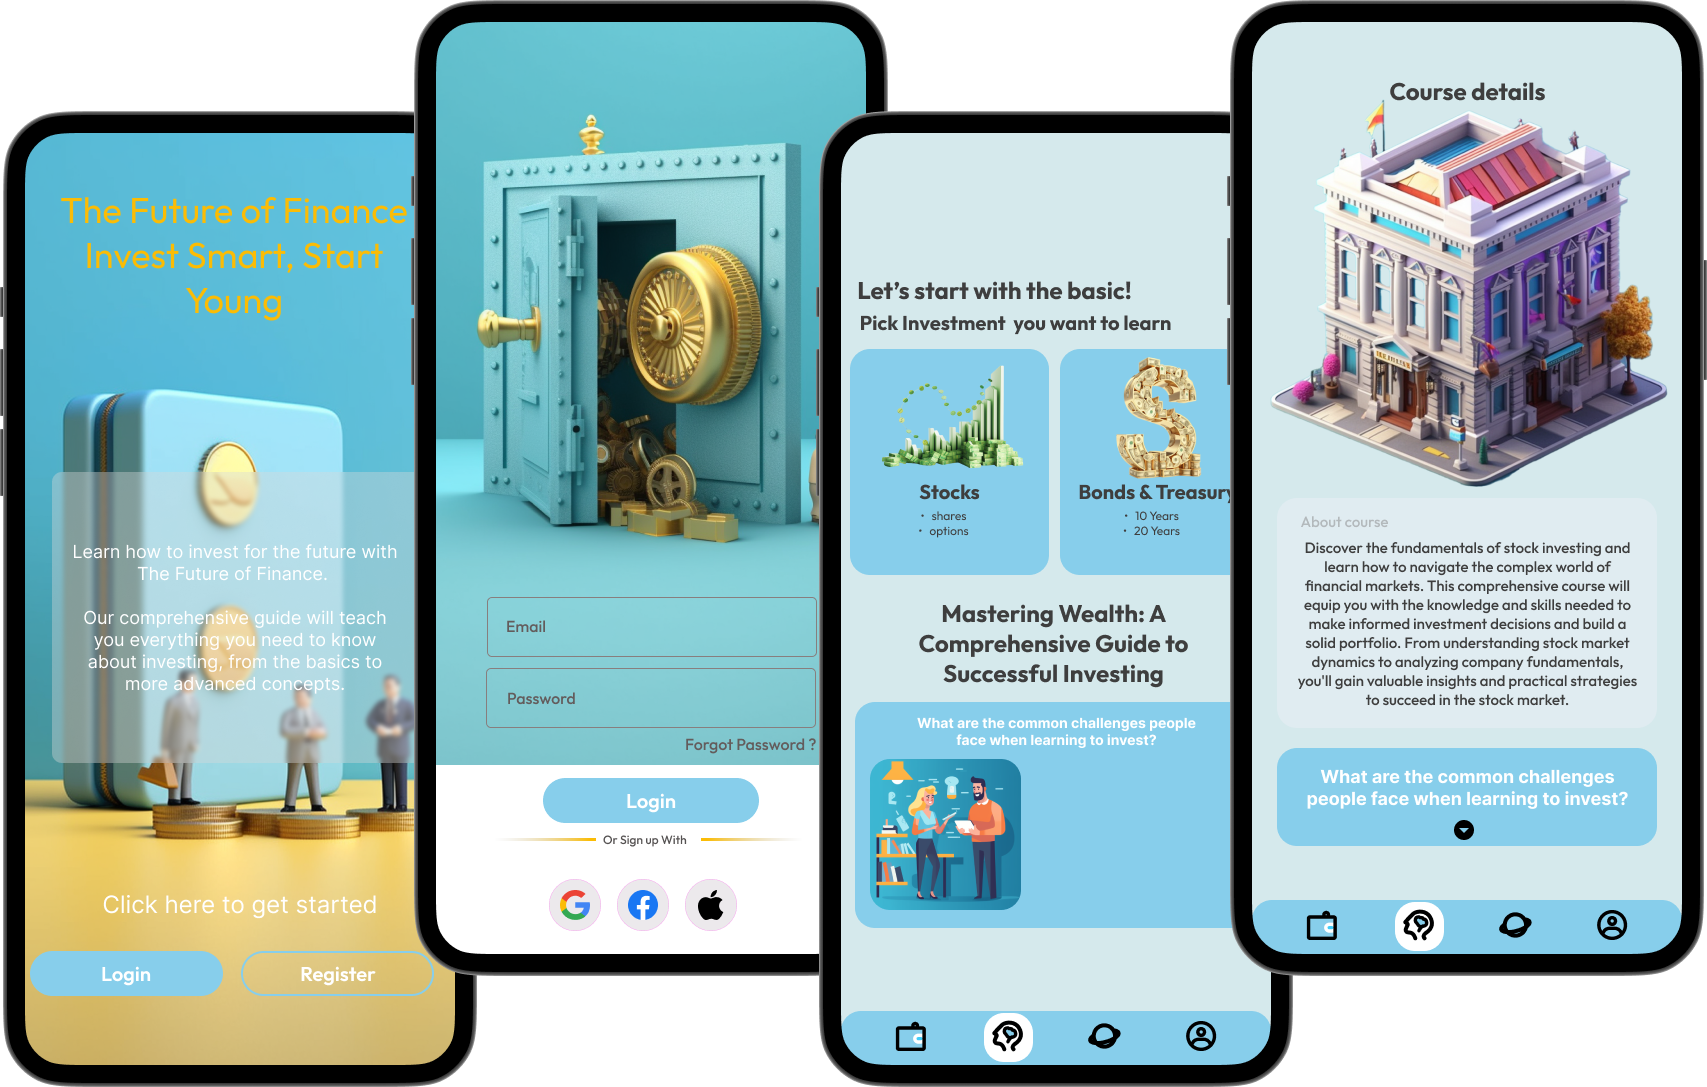 The Future of Finance
Invest Smart, Start
Young
Learn how to invest for the future with
The Future of Finance.
Our comprehensive guide will teach
you everything you need to know
about investing, from the basics to
more advanced concepts.
Click here to get started
Login
Register
Email
Password
Forgot Password ?
Login
Or Sign up With
Let's start with the basic!
Pick Investment you want to learn
Stocks
• shares
• options
Bonds & Treasury
• 10 Years
• 20 Years
Mastering Wealth: A
Comprehensive Guide to
Successful Investing
What are the common challenges people
face when learning to invest?
Course details
About course
Discover the fundamentals of stock investing and
learn how to navigate the complex world of
financial markets. This comprehensive course will
equip you with the knowledge and skills needed to
make informed investment decisions and build a
solid portfolio. From understanding stock market
dynamics to analyzing company fundamentals,
you'll gain valuable insights and practical strategies
to succeed in the stock market.
What are the common challenges
people face when learning to invest?